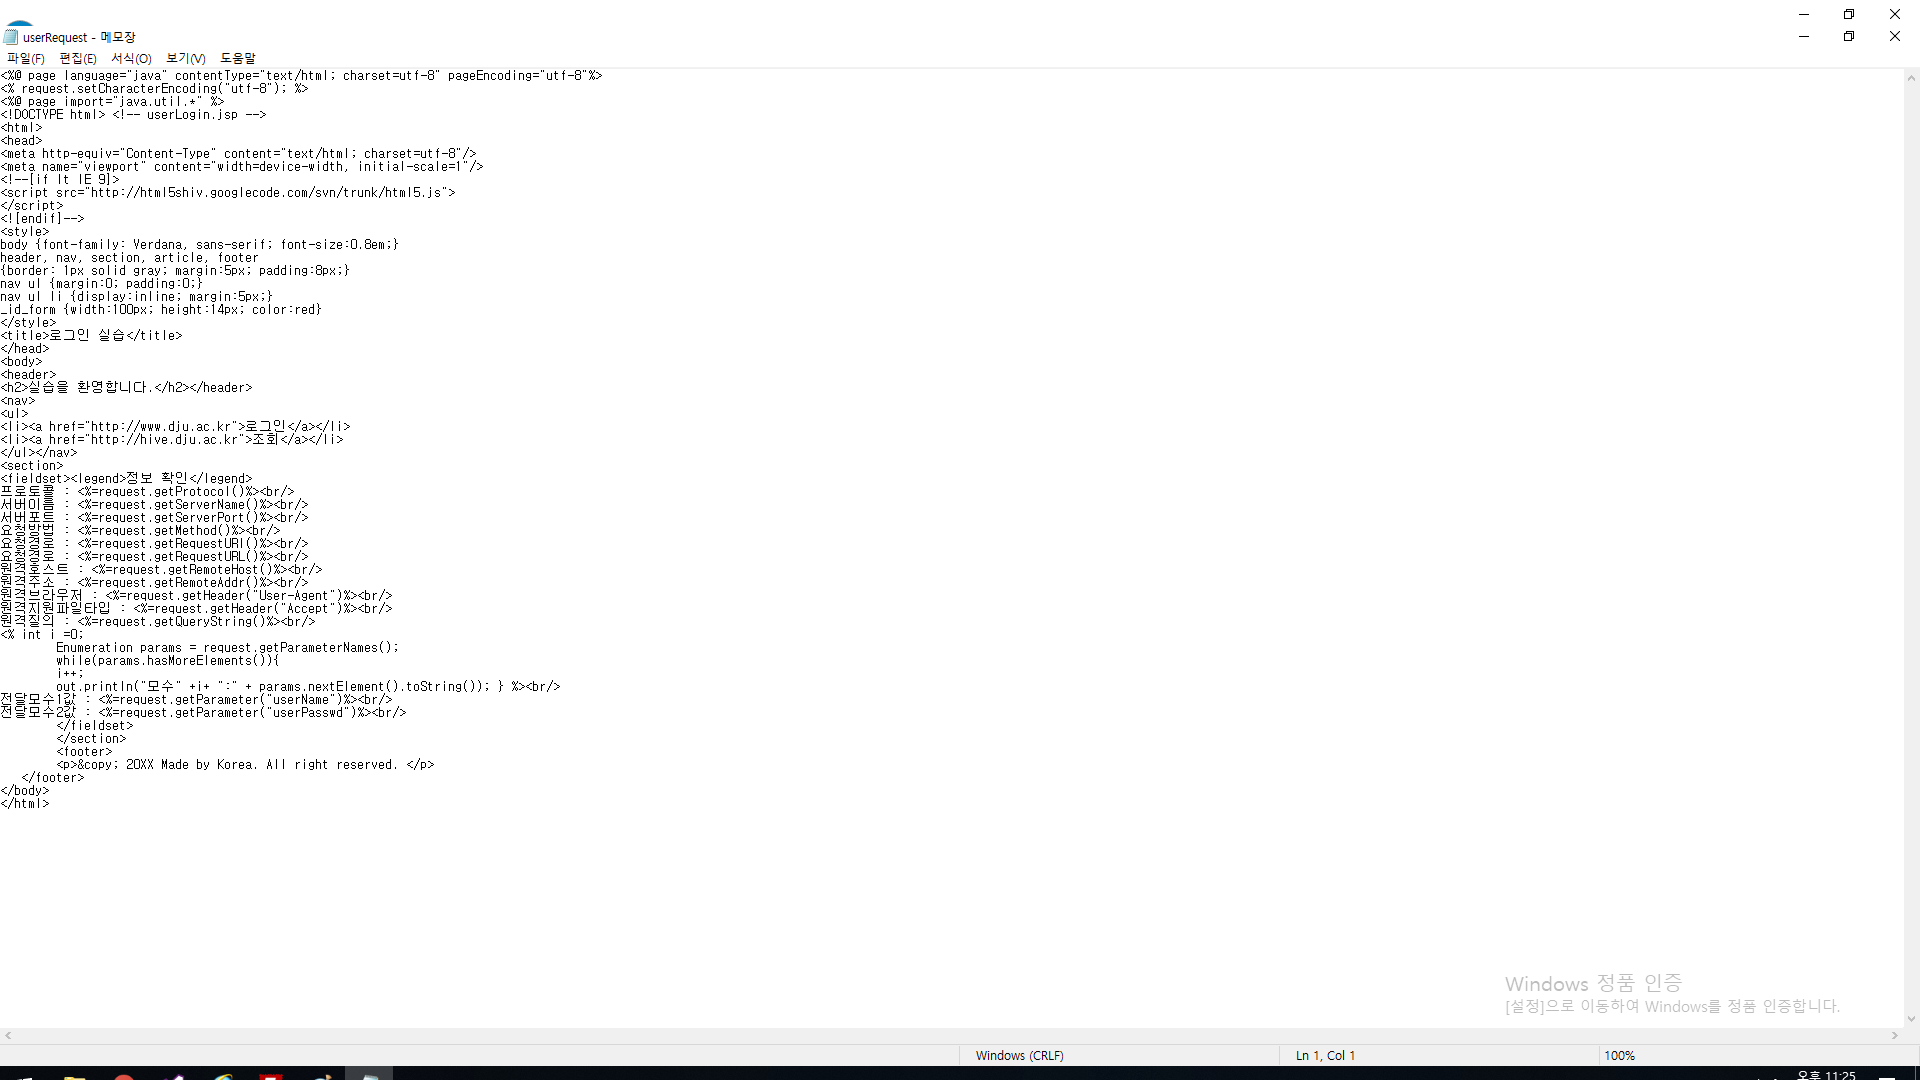 userRequest - 메모장
파일(F) 편집(E) 서식(O) 보기(V) 도움말
<%@ page language="java" contentType="text/html; charset=utf-8" pageEncoding="utf-8"%>
<% request.setCharacterEncoding("utf-8"); %>
<%@ page import="java.util.*" %>
<!DOCTYPE html> <!-- userLogin.jsp -->
<html>
<head>
<meta http-equiv="Content-Type" content="text/html; charset=utf-8"/>
<meta name="viewport" content="width=device-width, initial-scale=1"/>
<!--[if lt IE 9]>
<script src="http://html5shiv.googlecode.com/svn/trunk/html5.js">
</script>
<![endif]-->
<style>
body {font-family: Verdana, sans-serif; font-size:0.8em;}
header, nav, section, article, footer
{border: 1px solid gray; margin:5px; padding:8px;}
nav ul {margin:0; padding:0;}
nav ul li {display:inline; margin:5px;}
_id_form {width:100px; height:14px; color:red}
</style>
<title>로그인 실습</title>
</head>
<body>
<header>
<h2>실습을 환영합니다.</h2></header>
<nav>
<ul>
<li><a href="http://www.dju.ac.kr">로그인</a></li>
<li><a href="http://hive.dju.ac.kr">조회</a></li>
</ul></nav>
<section>
<fieldset><legend>정보 확인</legend>
프로토콜 : <%=request.getProtocol()%><br/>
서버이름 : <%=request.getServerName()%><br/>
서버포트 : <%=request.getServerPort()%><br/>
요청방법 : <%=request.getMethod()%><br/>
요청경로 : <%=request.getRequestURI()%><br/>
요청경로 : <%=request.getRequestURL()%><br/>
원격호스트 : <%=request.getRemoteHost()%><br/>
원격주소 : <%=request.getRemoteAddr()%><br/>
원격브라우저 : <%=request.getHeader("User-Agent")%><br/>
원격지원파일타입 : <%=request.getHeader("Accept")%><br/>
원격질의 : <%=request.getQueryString()%><br/>
<% int i =0;
Enumeration params = request.getParameterNames();
while(params.hasMoreElements()){
i++;
out.println("모수" +i+ ":" + params.nextElement().toString()); } %><br/>
전달모수1값 : <%=request.getParameter("userName")%><br/>
전달모수2값 : <%=request.getParameter("userPasswd")%><br/>
</fieldset>
</section>
<footer>
<p>&copy; 20XX Made by Korea. All right reserved. </p>
</footer>
</body>
</html>
Windows 정품 인증
[설정]으로 이동하여 Windows를 정품 인증합니다.
Windows (CRLF) Ln 1, Col 1 100%
오후 11:25